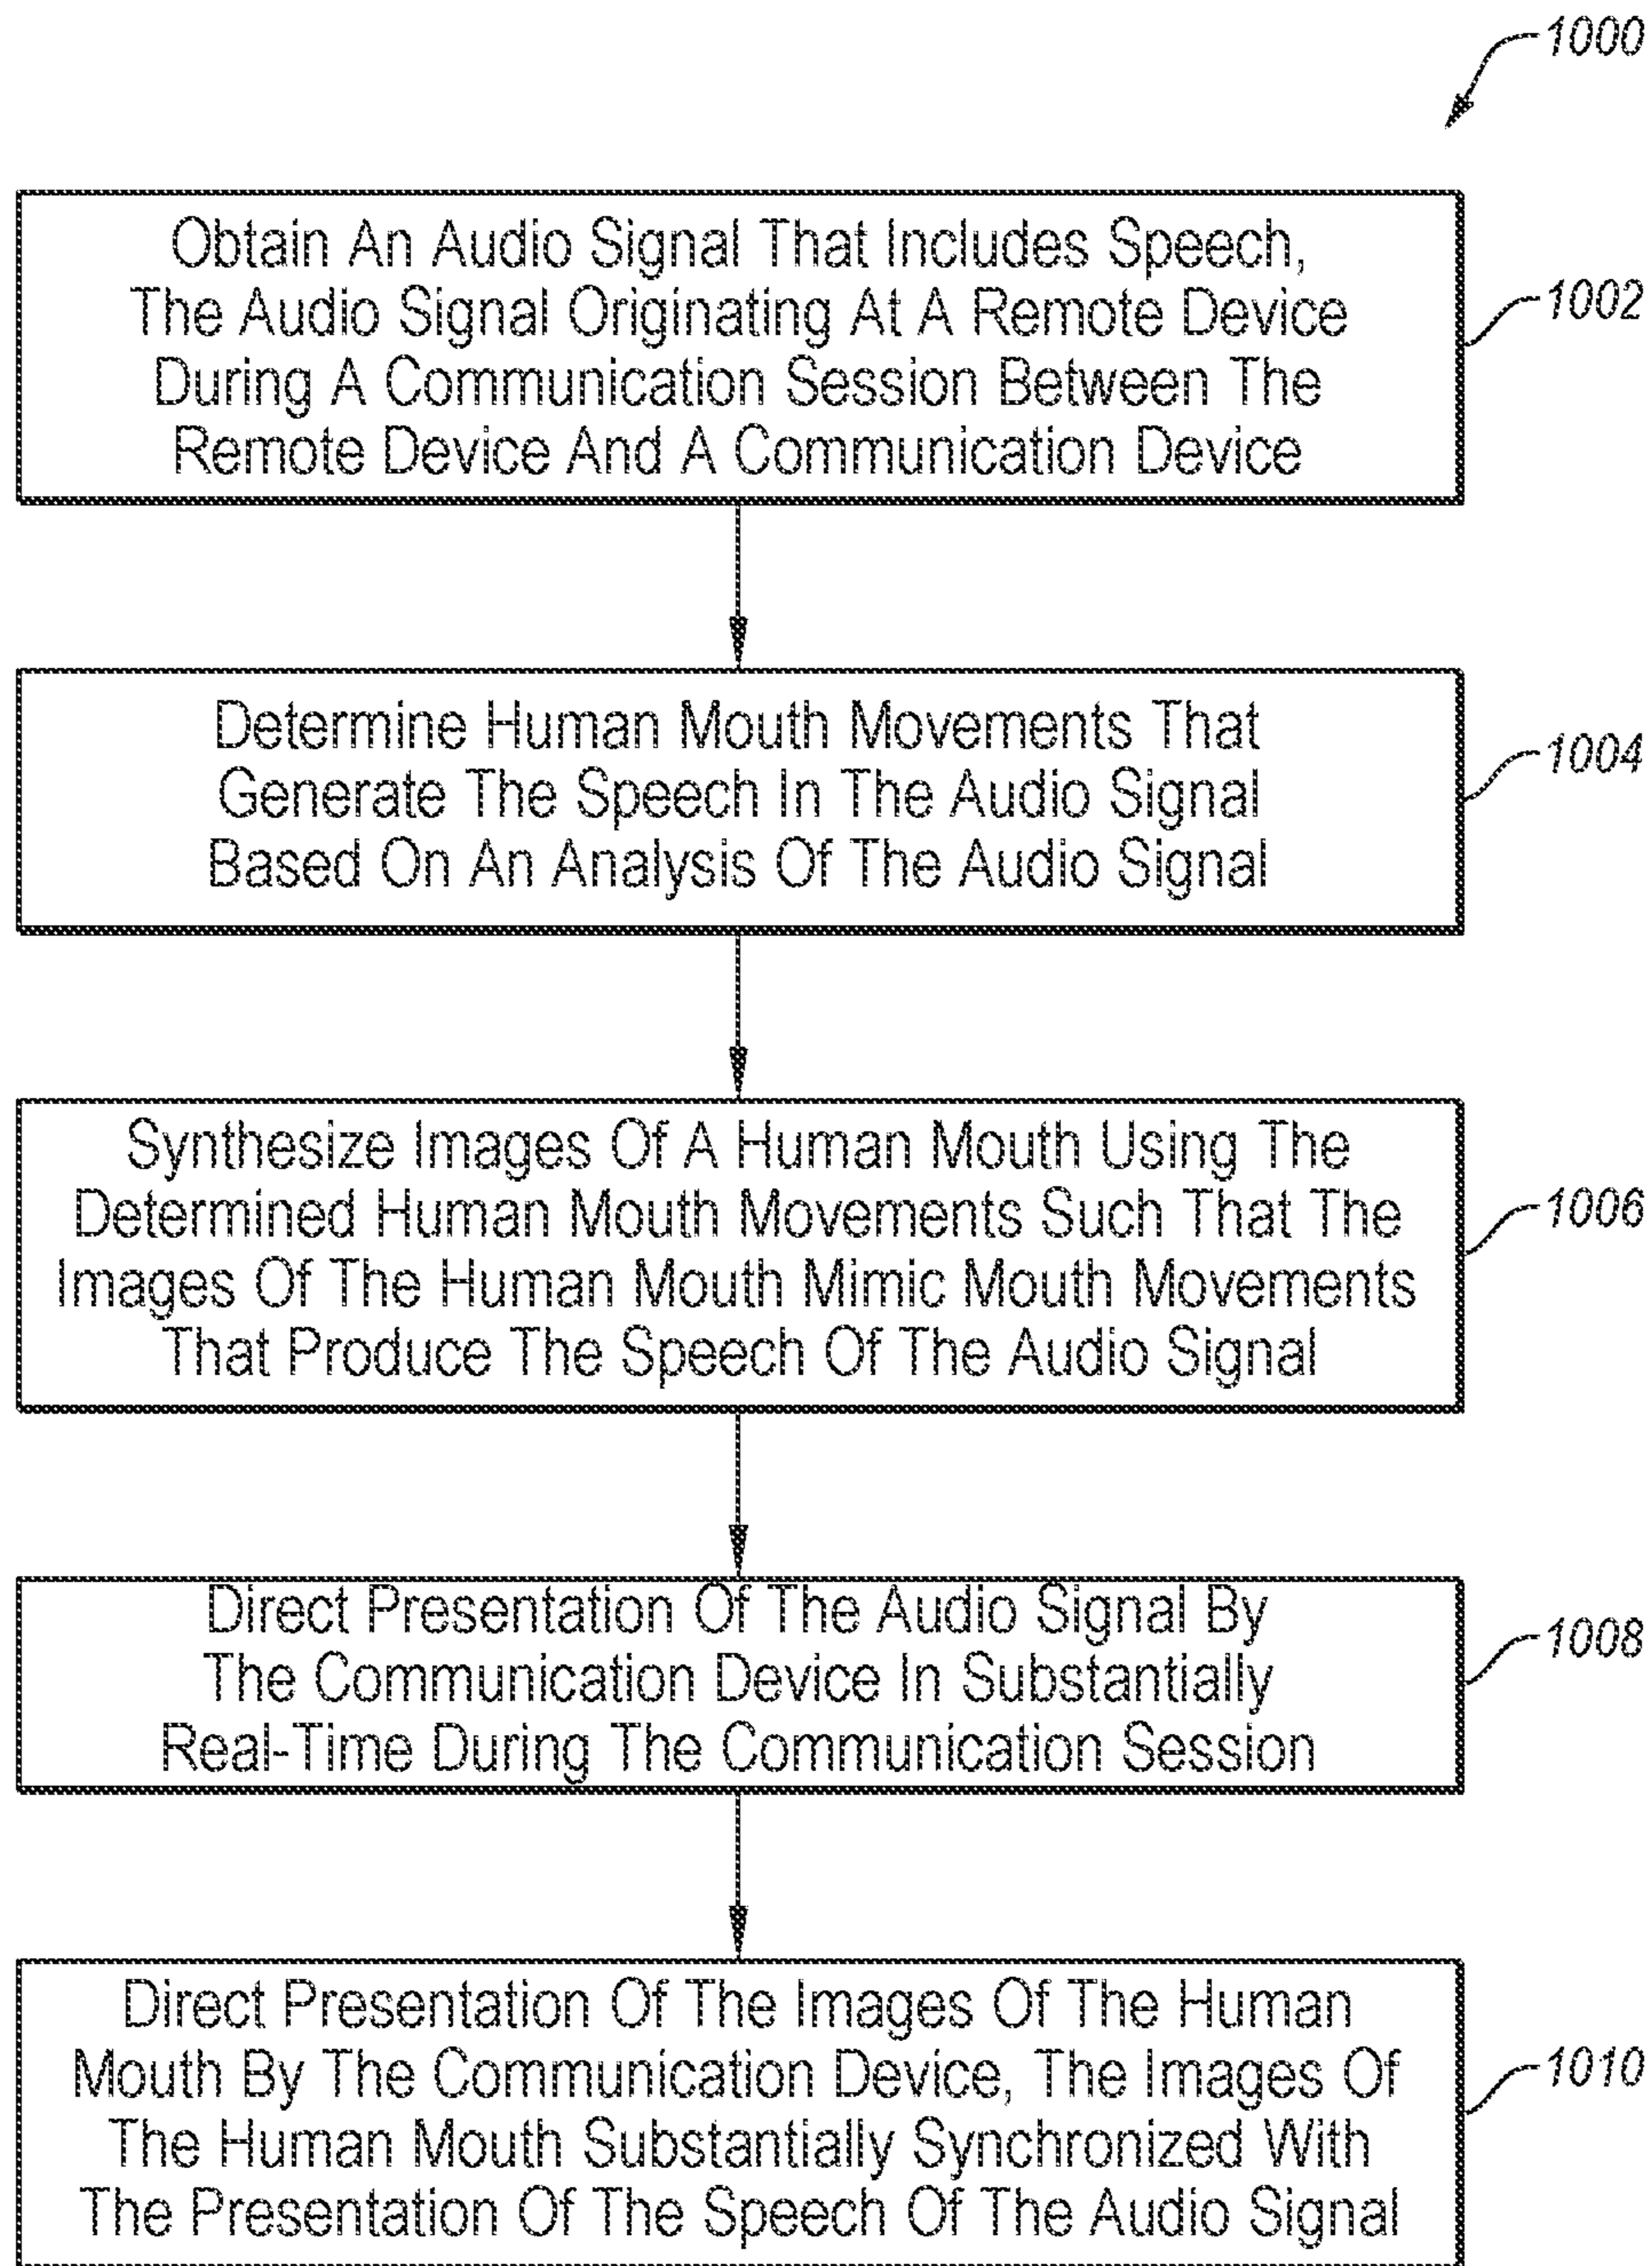 1000
Obtain An Audio Signal That Includes Speech,
The Audio Signal Originating At A Remote Device
During A Communication Session Between The
Remote Device And A Communication Device
1002
Determine Human Mouth Movements That
Generate The Speech In The Audio Signal
Based On An Analysis Of The Audio Signal
1004
Synthesize Images Of A Human Mouth Using The
Determined Human Mouth Movements Such That The
Images Of The Human Mouth Mimic Mouth Movements
That Produce The Speech Of The Audio Signal
1006
Direct Presentation Of The Audio Signal By
The Communication Device In Substantially
Real-Time During The Communication Session
1008
Direct Presentation Of The Images Of The Human
Mouth By The Communication Device, The Images Of
The Human Mouth Substantially Synchronized With
The Presentation Of The Speech Of The Audio Signal
1010